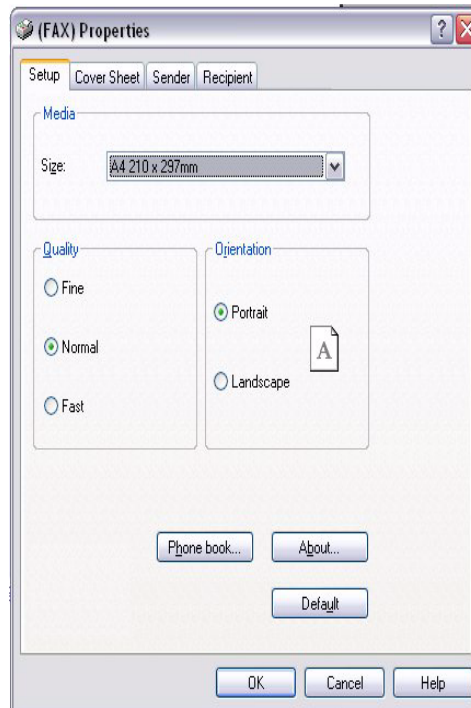 (FAX) Properties
Setup Cover Sheet Sender Recipient
Media
Size: A4 210 x 297mm
Quality
Fine
Normal
Fast
Orientation
Portrait
A
Landscape
Phone book... About...
Default
OK Cancel Help